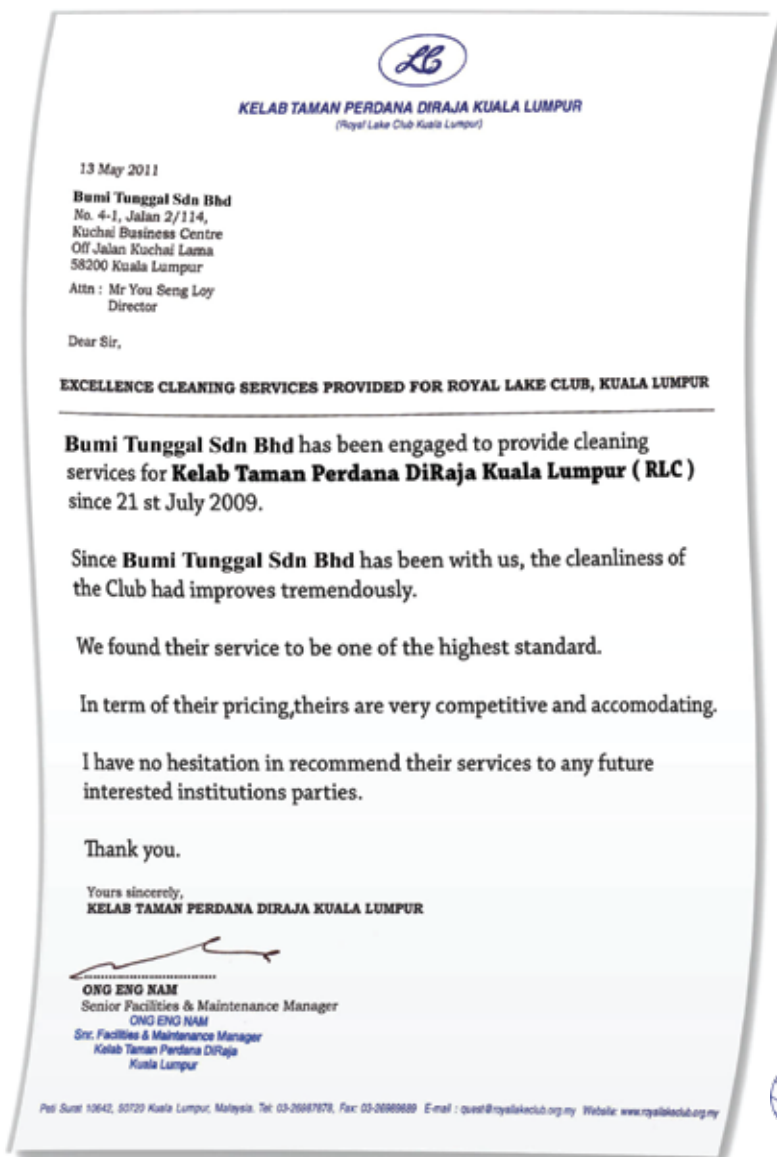 LC
KELAB TAMAN PERDANA DIRAJA KUALA LUMPUR
(Royal Lake Club Kuala Lumpur)
13 May 2011
Bumi Tunggal Sdn Bhd
No. 4-1, Jalan 2/114,
Kuchai Business Centre
Off Jalan Kuchai Lama
58200 Kuala Lumpur
Attn : Mr You Seng Loy
Director
Dear Sir,
EXCELLENCE CLEANING SERVICES PROVIDED FOR ROYAL LAKE CLUB, KUALA LUMPUR
Bumi Tunggal Sdn Bhd has been engaged to provide cleaning
services for Kelab Taman Perdana DiRaja Kuala Lumpur ( RLC )
since 21 st July 2009.
Since Bumi Tunggal Sdn Bhd has been with us, the cleanliness of
the Club had improves tremendously.
We found their service to be one of the highest standard.
In term of their pricing,theirs are very competitive and accomodating.
I have no hesitation in recommend their services to any future
interested institutions parties.
Thank you.
Yours sincerely,
KELAB TAMAN PERDANA DIRAJA KUALA LUMPUR
ONG ENG NAM
Senior Facilities & Maintenance Manager
ONG ENG NAM
Snr. Facilities & Maintenance Manager
Kelab Taman Perdana DiRaja
Kuala Lumpur
Peti Surat 10642, 50720 Kuala Lumpur, Malaysia. Tel: 03-26987878, Fax: 03-26989689 E-mail : quest@royallakeclub.org.my Website: www.royallakeclub.org.my